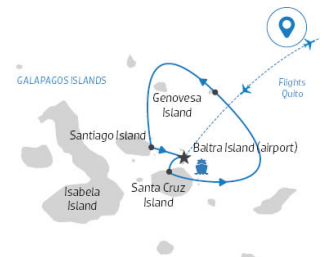 GALAPAGOS ISLANDS
Flights
Quito
Genovesa
Island
Santiago Island
Baltra Island (airport)
Isabela
Island
Santa Cruz
Island